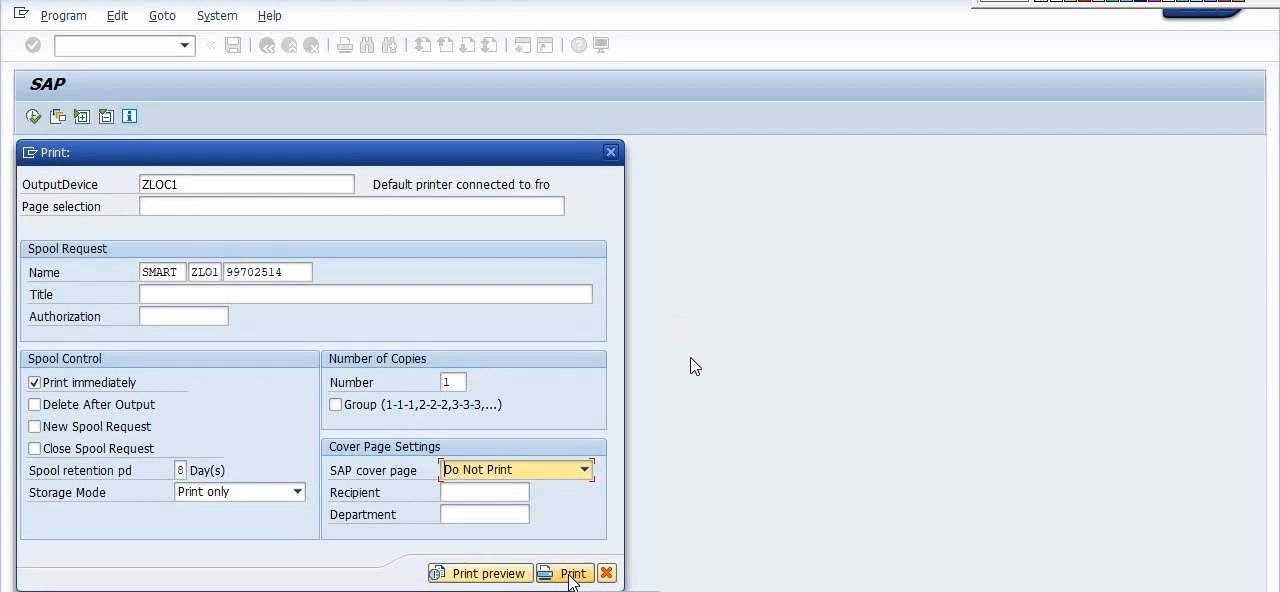 Program Edit Goto System Help
SAP
Print:
OutputDevice ZLOC1 Default printer connected to fro
Page selection
Spool Request
Name SMART ZLO1 99702514
Title
Authorization
Spool Control
Print immediately
Delete After Output
New Spool Request
Close Spool Request
Spool retention pd 8 Day(s)
Storage Mode Print only
Number of Copies
Number 1
Group (1-1-1,2-2-2,3-3-3,...)
Cover Page Settings
SAP cover page Do Not Print
Recipient
Department
Print preview Print